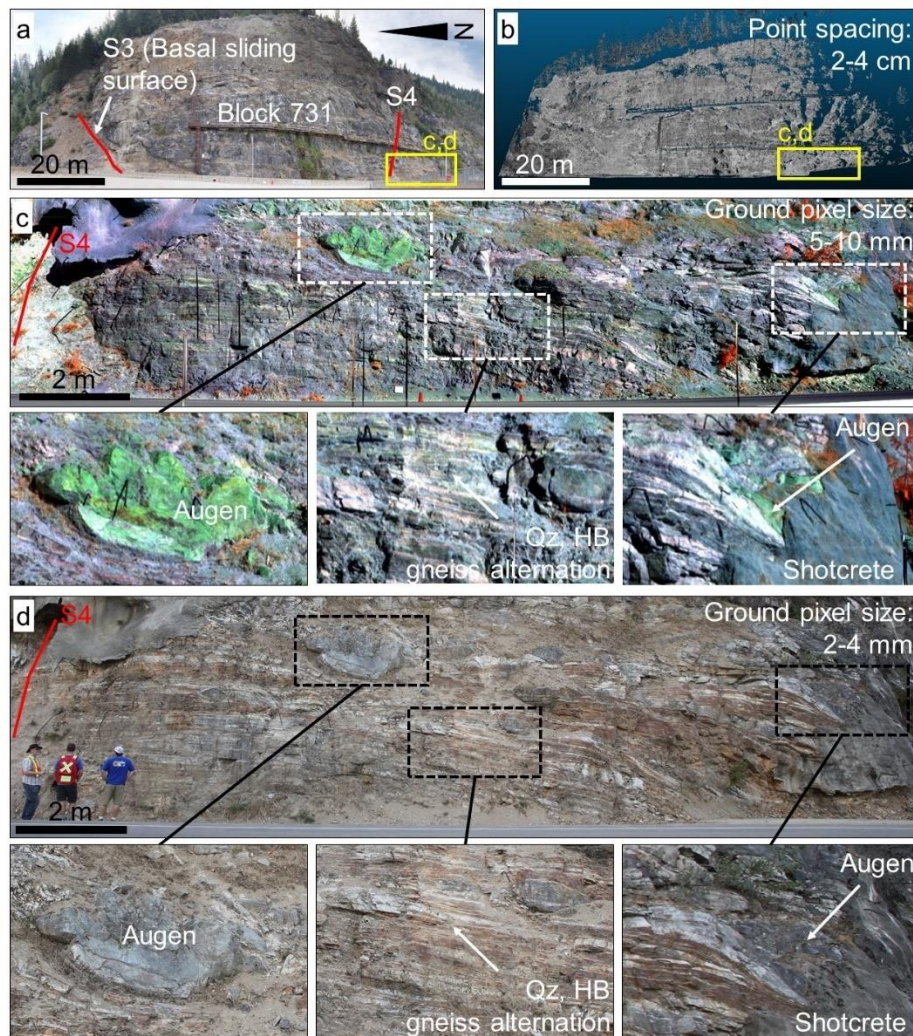 a
S3 (Basal sliding
surface)
N
S4
Block 731
c,d
20 m
b
Point spacing:
2-4 cm
c,d
20 m
c
Ground pixel size:
5-10 mm
S4
2 m
Augen
Qz, HB
gneiss alternation
Augen
Shotcrete
d
Ground pixel size:
2-4 mm
S4
2 m
Augen
Qz, HB
gneiss alternation
Augen
Shotcrete